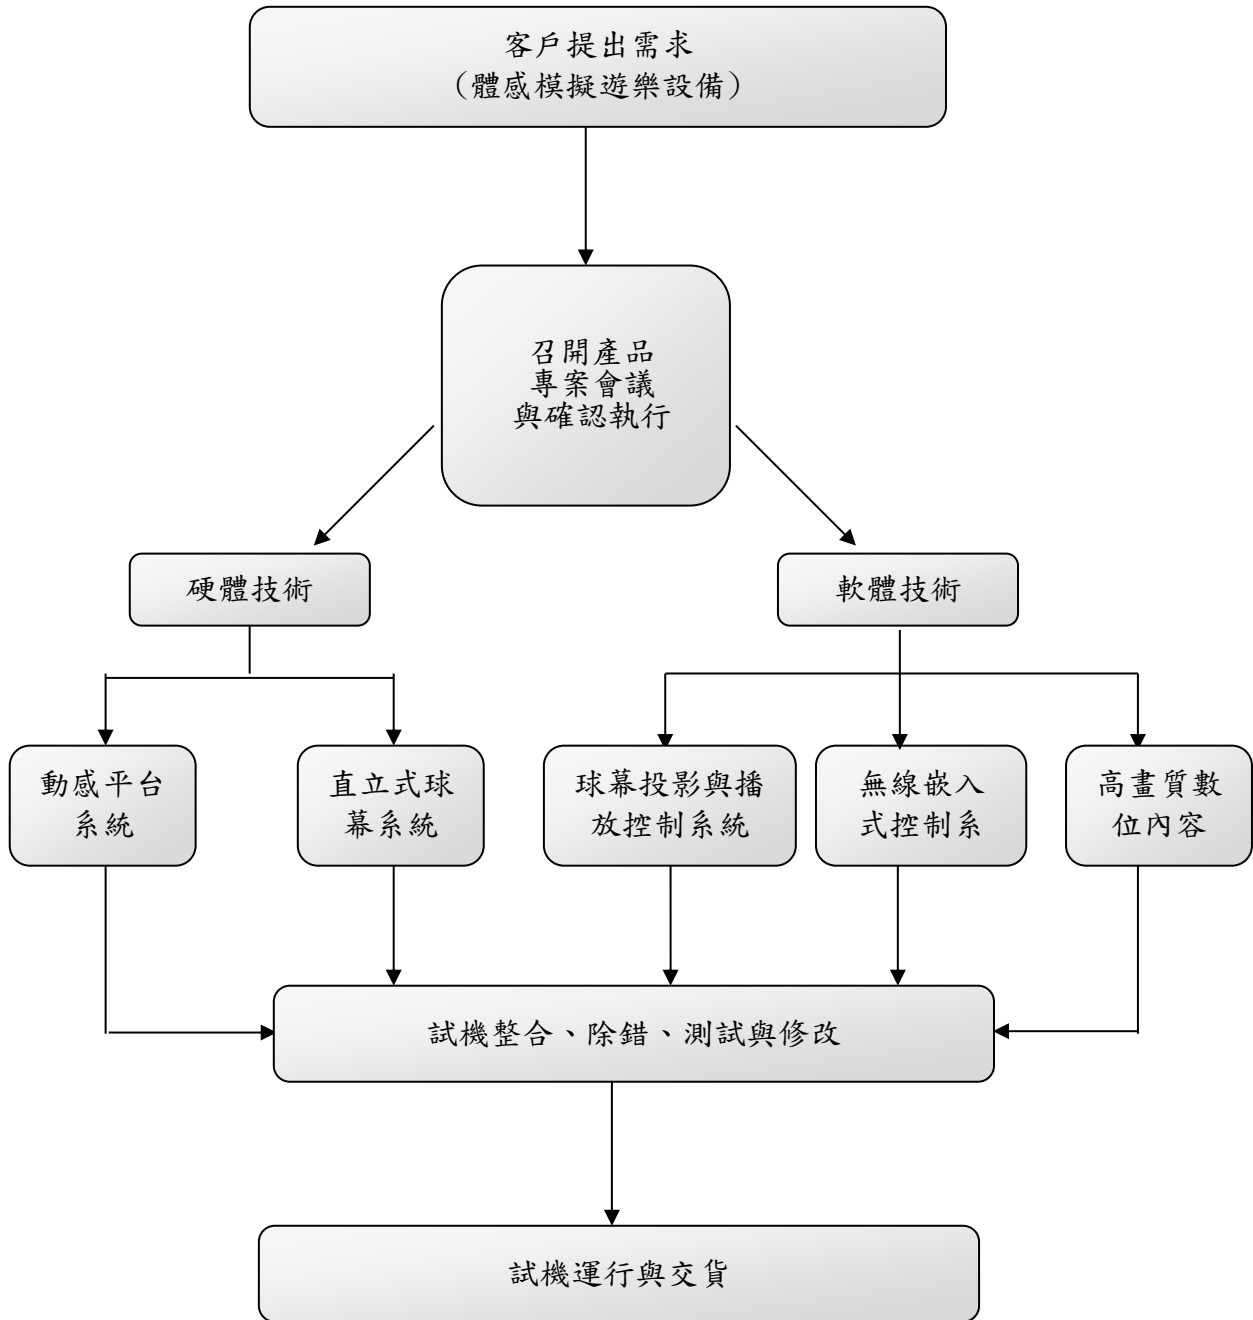 客戶提出需求
（體感模擬遊樂設備）
召開產品
專案會議
與確認執行
硬體技術
軟體技術
動感平台
系統
直立式球
幕系統
球幕投影與播
放控制系統
無線嵌入
式控制系
高畫質數
位內容
試機整合、除錯、測試與修改
試機運行與交貨